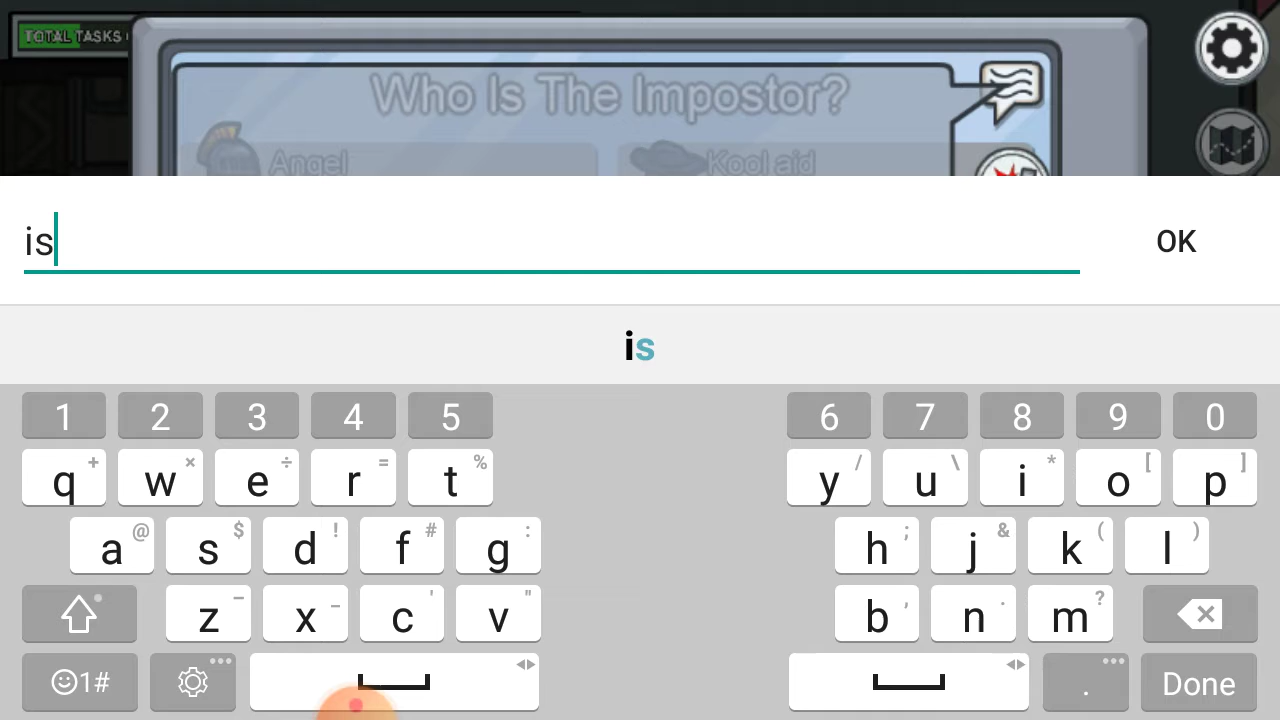 TOTAL TASKS
Who Is The Impostor?
Angel Kool aid
is OK
is
1 2 3 4 5 6 7 8 9 0
q + w × e ÷ r = t % y / u \ i * o [ p ]
a @ s $ d ! f # g : h ; j & k ( l )
z – x - c ' v " b , n . m ?
1# . Done